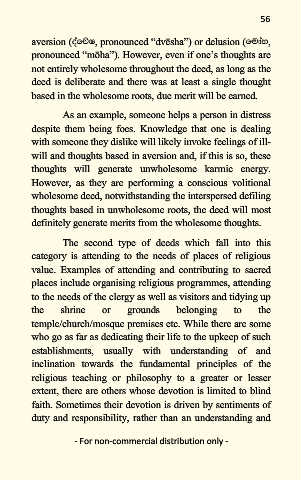 56
aversion (ද්වේෂ, pronounced “dvēsha”) or delusion (මෝහ,
pronounced “mōha”). However, even if one’s thoughts are
not entirely wholesome throughout the deed, as long as the
deed is deliberate and there was at least a single thought
based in the wholesome roots, due merit will be earned.
As an example, someone helps a person in distress
despite them being foes. Knowledge that one is dealing
with someone they dislike will likely invoke feelings of ill-
will and thoughts based in aversion and, if this is so, these
thoughts will generate unwholesome karmic energy.
However, as they are performing a conscious volitional
wholesome deed, notwithstanding the interspersed defiling
thoughts based in unwholesome roots, the deed will most
definitely generate merits from the wholesome thoughts.
The second type of deeds which fall into this
category is attending to the needs of places of religious
value. Examples of attending and contributing to sacred
places include organising religious programmes, attending
to the needs of the clergy as well as visitors and tidying up
the shrine or grounds belonging to the
temple/church/mosque premises etc. While there are some
who go as far as dedicating their life to the upkeep of such
establishments, usually with understanding of and
inclination towards the fundamental principles of the
religious teaching or philosophy to a greater or lesser
extent, there are others whose devotion is limited to blind
faith. Sometimes their devotion is driven by sentiments of
duty and responsibility, rather than an understanding and
- For non-commercial distribution only -